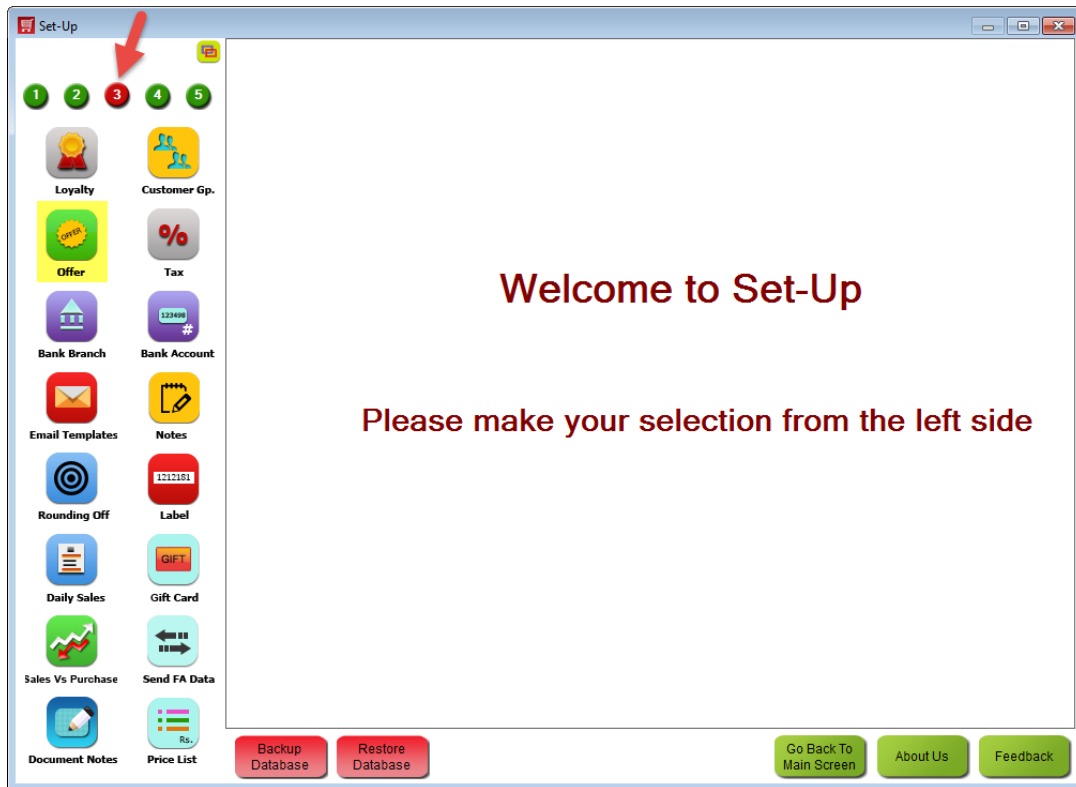 Set-Up
1 2 3 4 5
Loyalty Customer Gp.
OFFER %
Offer Tax
123498
#
Bank Branch Bank Account
Email Templates Notes
1212181
Rounding Off Label
GIFT
Daily Sales Gift Card
Sales Vs Purchase Send FA Data
Rs.
Document Notes Price List
Welcome to Set-Up
Please make your selection from the left side
Backup
Database
Restore
Database
Go Back To
Main Screen
About Us
Feedback